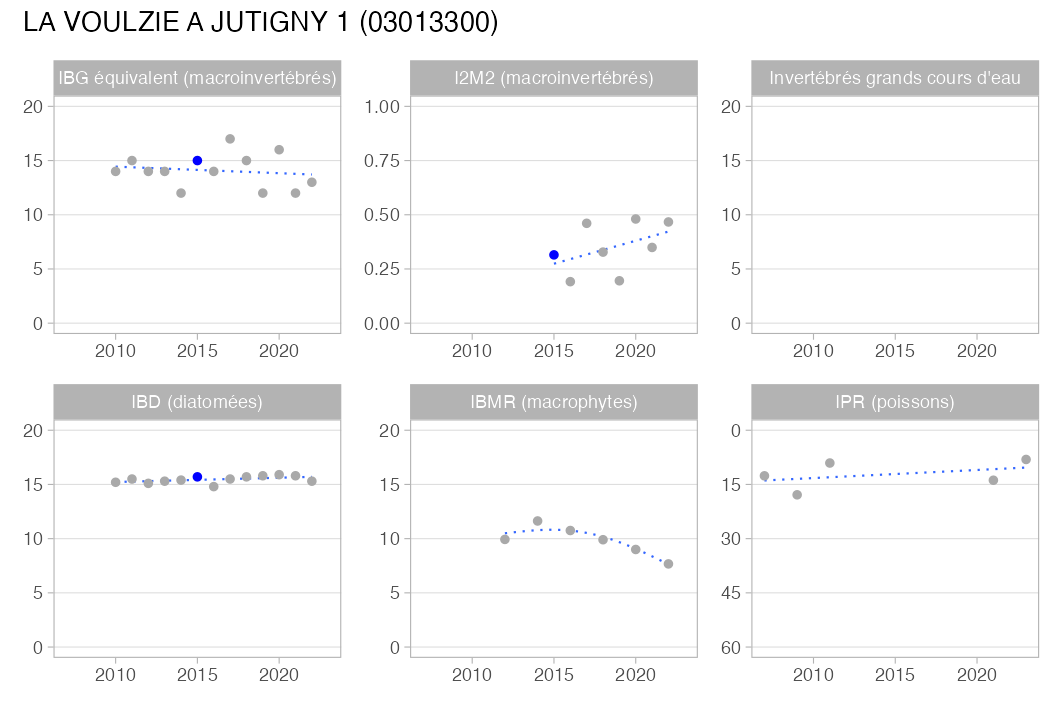 LA VOULZIE A JUTIGNY 1 (03013300)
IBG équivalent (macroinvertébrés)
I2M2 (macroinvertébrés)
Invertébrés grands cours d'eau
20
15
10
5
0
1.00
0.75
0.50
0.25
0.00
20
15
10
5
0
2010 2015 2020
2010 2015 2020
2010 2015 2020
IBD (diatomées)
IBMR (macrophytes)
IPR (poissons)
20
15
10
5
0
20
15
10
5
0
0
15
30
45
60
2010 2015 2020
2010 2015 2020
2010 2015 2020